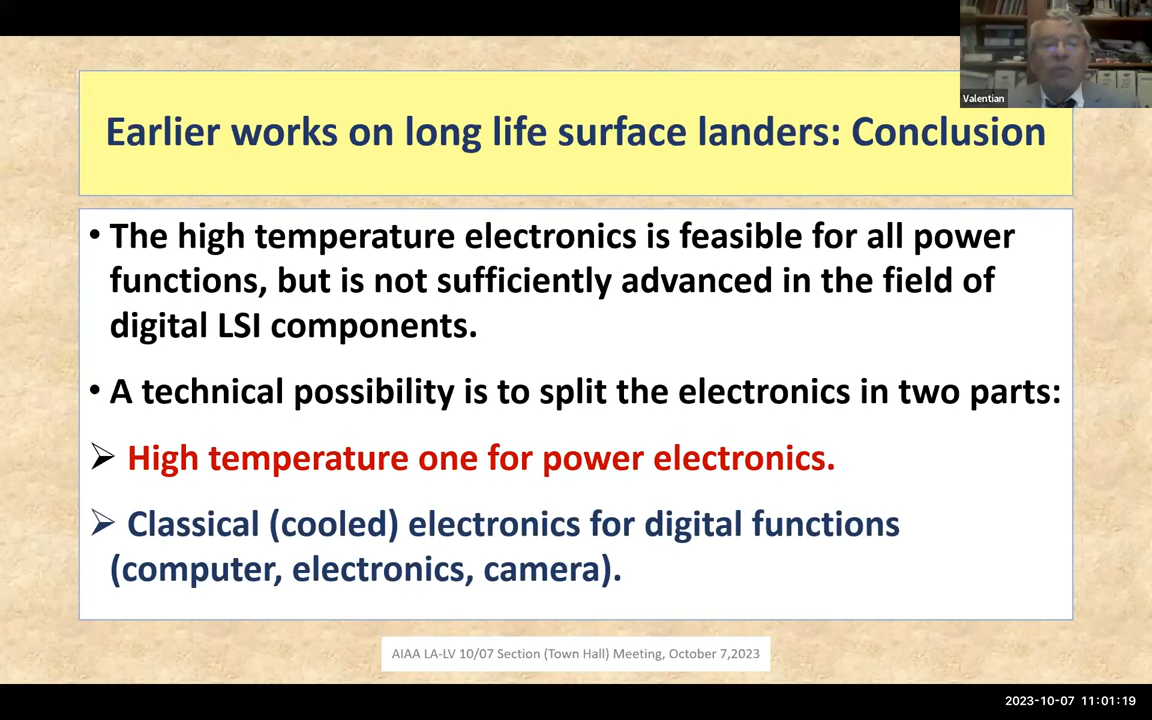 Valentian
Earlier works on long life surface landers: Conclusion
• The high temperature electronics is feasible for all power
functions, but is not sufficiently advanced in the field of
digital LSI components.
• A technical possibility is to split the electronics in two parts:
➢ High temperature one for power electronics.
➢ Classical (cooled) electronics for digital functions
(computer, electronics, camera).
AIAA LA-LV 10/07 Section (Town Hall) Meeting, October 7,2023
2023-10-07 11:01:19